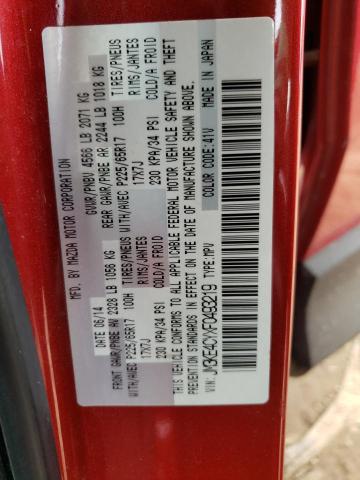 MFD. BY MAZDA MOTOR CORPORATION
DATE: 06/14 GVWR/PNBV 4566 LB 2071 KG
FRONT GAWR/PNBE AV 2328 LB 1056 KG REAR GAWR/PNBE AR 2244 LB 1018 KG
WITH/AVEC P225/65R17 100H TIRES/PNEUS WITH/AVEC P225/65R17 100H TIRES/PNEUS
17X7J RIMS/JANTES 17X7J RIMS/JANTES
230 KPA/34 PSI COLD/A FROID 230 KPA/34 PSI COLD/A FROID
THIS VEHICLE CONFORMS TO ALL APPLICABLE FEDERAL MOTOR VEHICLE SAFETY AND THEFT
PREVENTION STANDARDS IN EFFECT ON THE DATE OF MANUFACTURE SHOWN ABOVE.
VIN: JM3KE4CY7F0493219 TYPE: MPV COLOR CODE: 41V MADE IN JAPAN